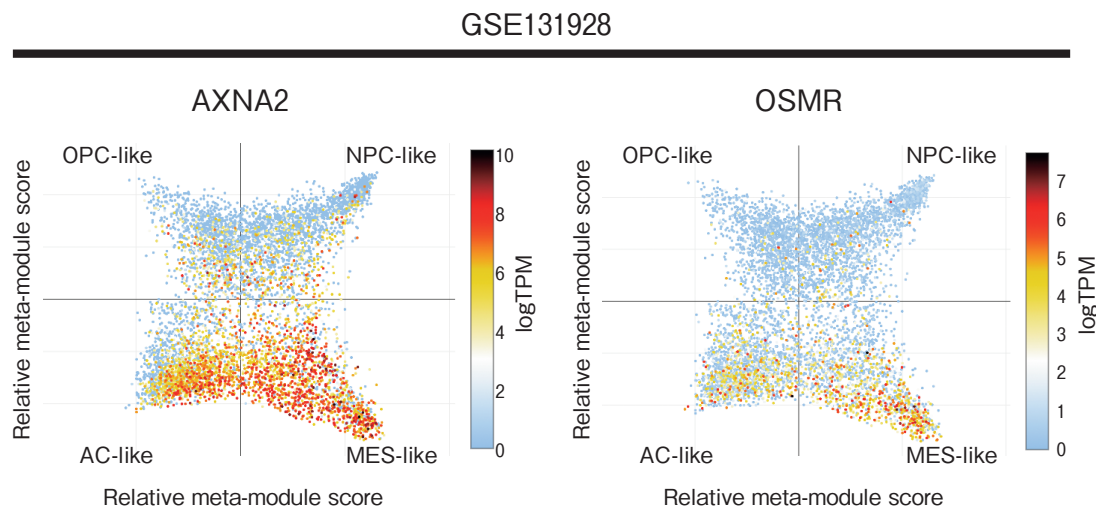 GSE131928
AXNA2
OSMR
OPC-like
NPC-like
AC-like
MES-like
Relative meta-module score
Relative meta-module score
10
8
6
4
2
0
logTPM
OPC-like
NPC-like
AC-like
MES-like
Relative meta-module score
Relative meta-module score
7
6
5
4
3
2
1
0
logTPM